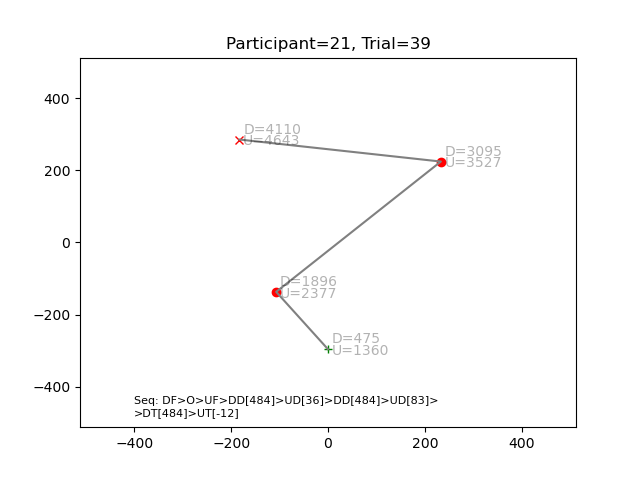 Participant=21, Trial=39
400
200
0
−200
−400
D=4110
U=4643
D=3095
U=3527
D=1896
U=2377
D=475
U=1360
Seq: DF>O>UF>DD[484]>UD[36]>DD[484]>UD[83]>
>DT[484]>UT[-12]
−400 −200 0 200 400